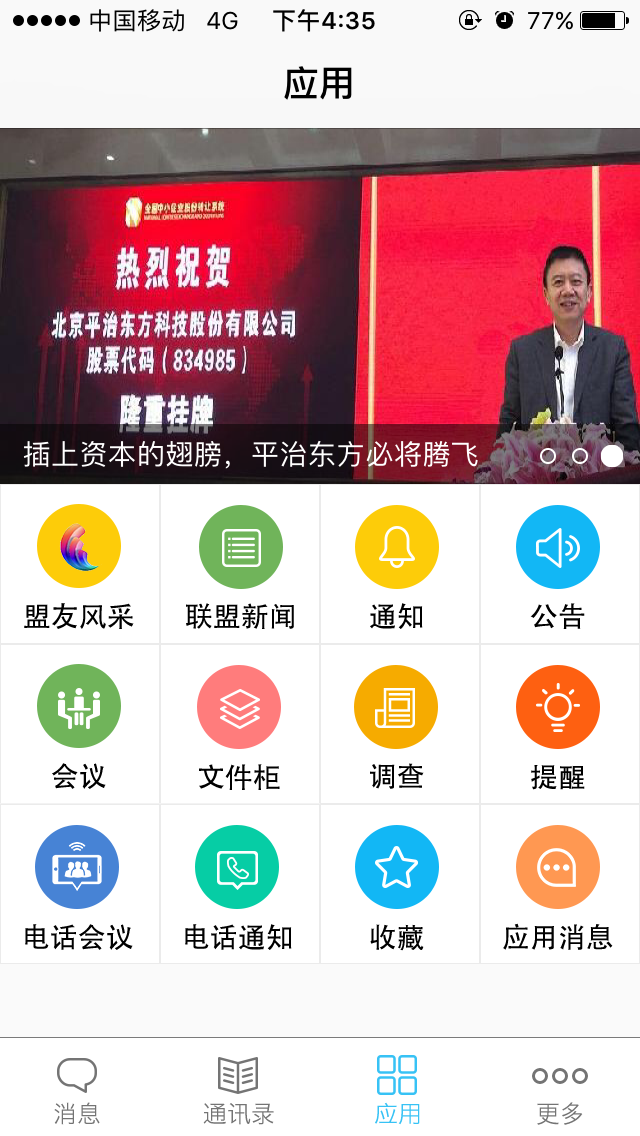 中国移动 4G 下午4:35 77%
应用
全国中小企业股份转让系统
热烈祝贺
北京平治东方科技股份有限公司
股票代码(834985)
隆重挂牌
插上资本的翅膀，平治东方必将腾飞
盟友风采 联盟新闻 通知 公告
会议 文件柜 调查 提醒
电话会议 电话通知 收藏 应用消息
消息 通讯录 应用 更多